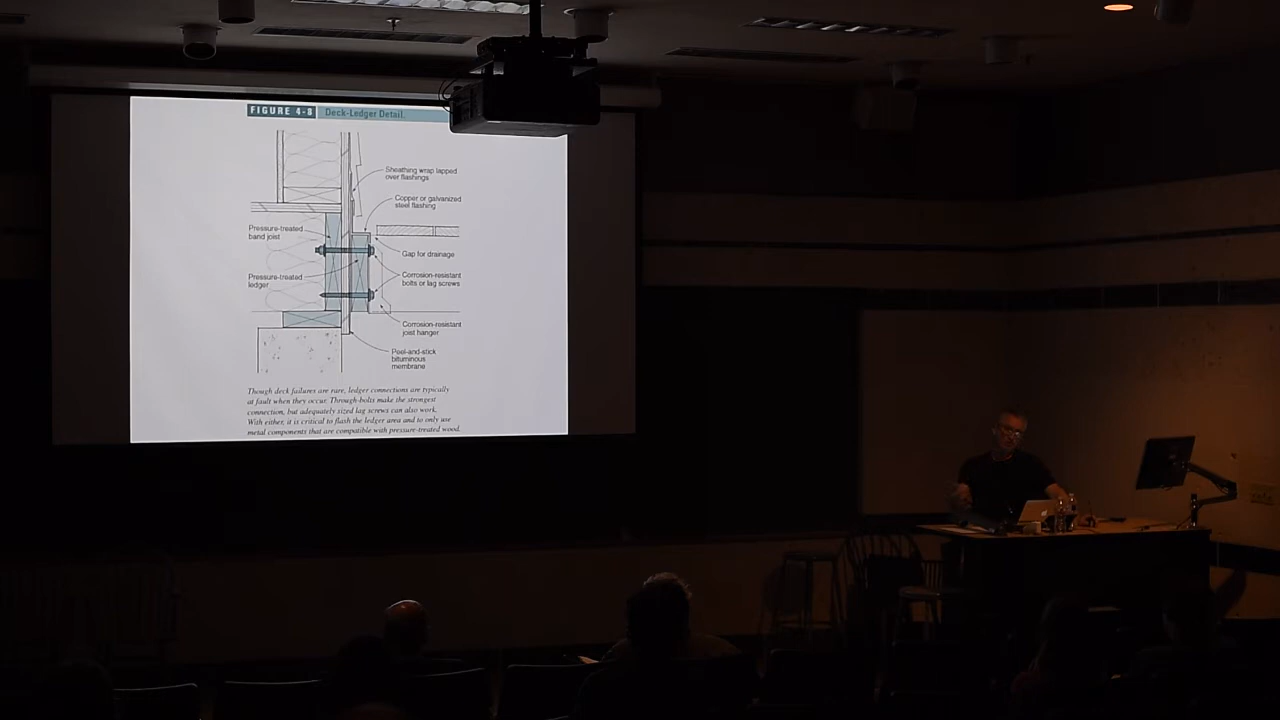 FIGURE 4-8 Deck-Ledger Detail.
Sheathing wrap lapped
over flashings
Copper or galvanized
steel flashing
Pressure-treated
band joist
Gap for drainage
Pressure-treated
ledger
Corrosion-resistant
bolts or lag screws
Corrosion-resistant
joist hanger
Peel-and-stick
bituminous
membrane
Though deck failures are rare, ledger connections are typically
at fault when they occur. Through-bolts make the strongest
connection, but adequately sized lag screws can also work.
With either, it is critical to flash the ledger area and to only use
metal components that are compatible with pressure-treated wood.